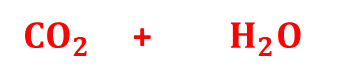 CO₂ + H₂O